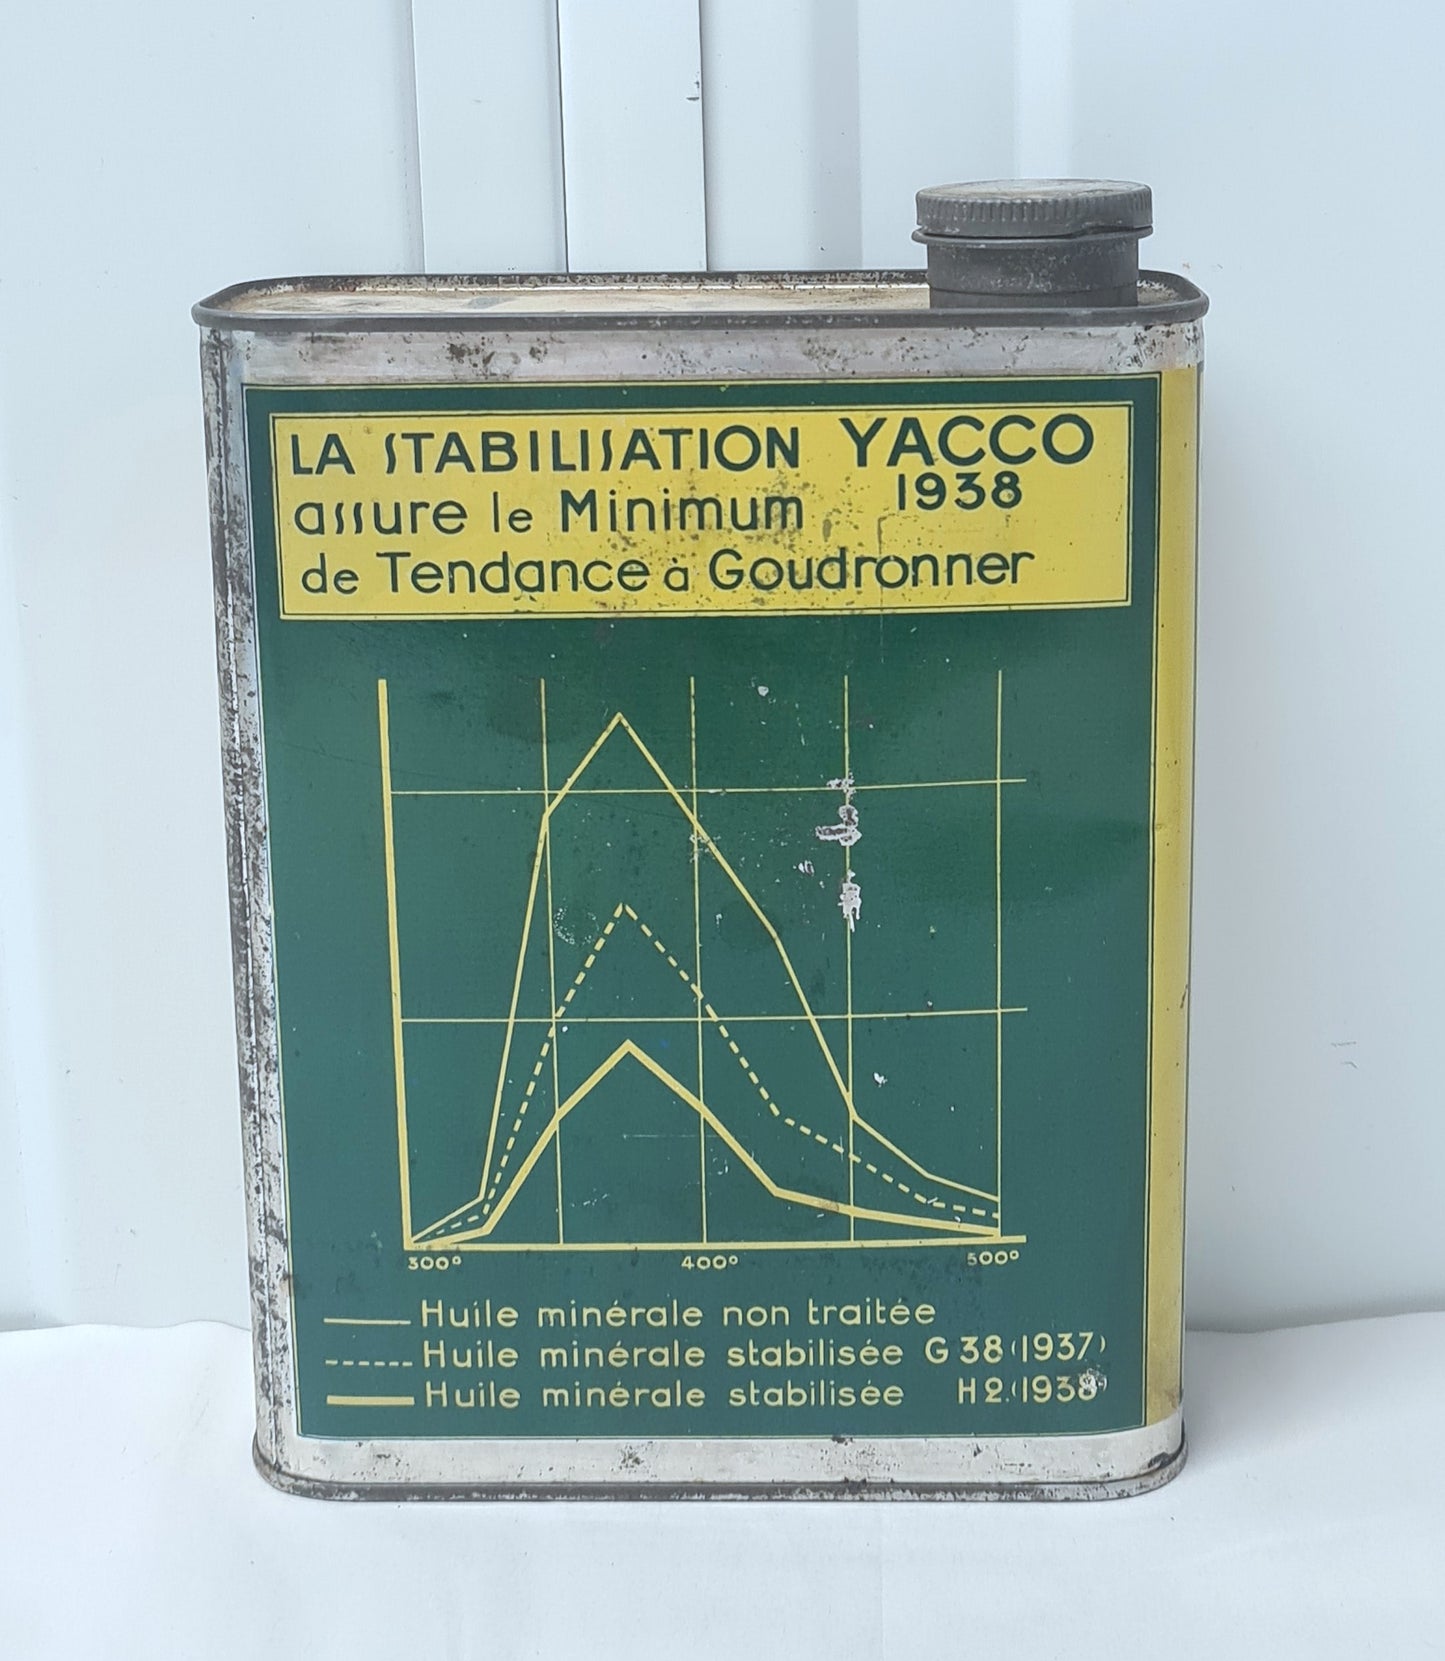 LA STABILISATION YACCO
assure le Minimum 1938
de Tendance à Goudronner
300° 400° 500°
Huile minérale non traitée
Huile minérale stabilisée G 38 (1937)
Huile minérale stabilisée H 2. (1938)